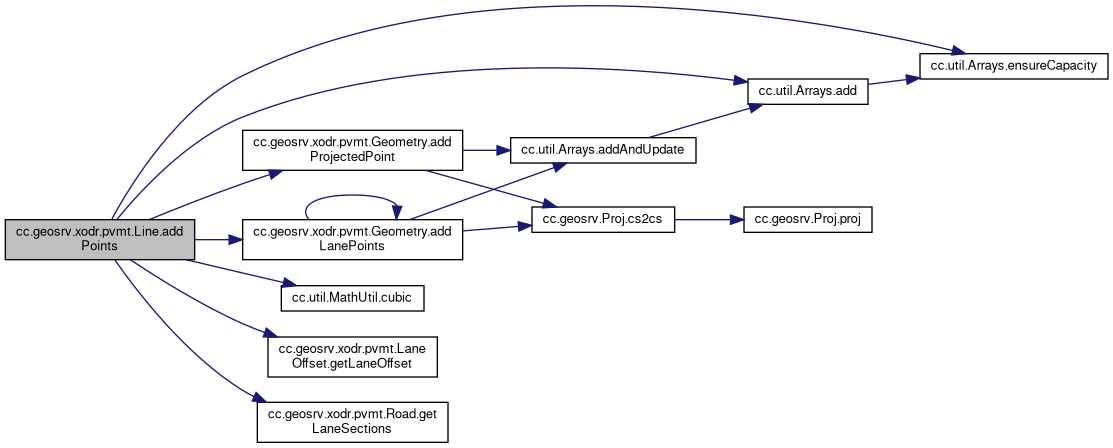 cc.geosrv.xodr.pvmt.Line.add
Points
cc.geosrv.xodr.pvmt.Geometry.add
ProjectedPoint
cc.geosrv.xodr.pvmt.Geometry.add
LanePoints
cc.util.MathUtil.cubic
cc.geosrv.xodr.pvmt.Lane
Offset.getLaneOffset
cc.geosrv.xodr.pvmt.Road.get
LaneSections
cc.util.Arrays.addAndUpdate
cc.geosrv.Proj.cs2cs
cc.util.Arrays.add
cc.geosrv.Proj.proj
cc.util.Arrays.ensureCapacity